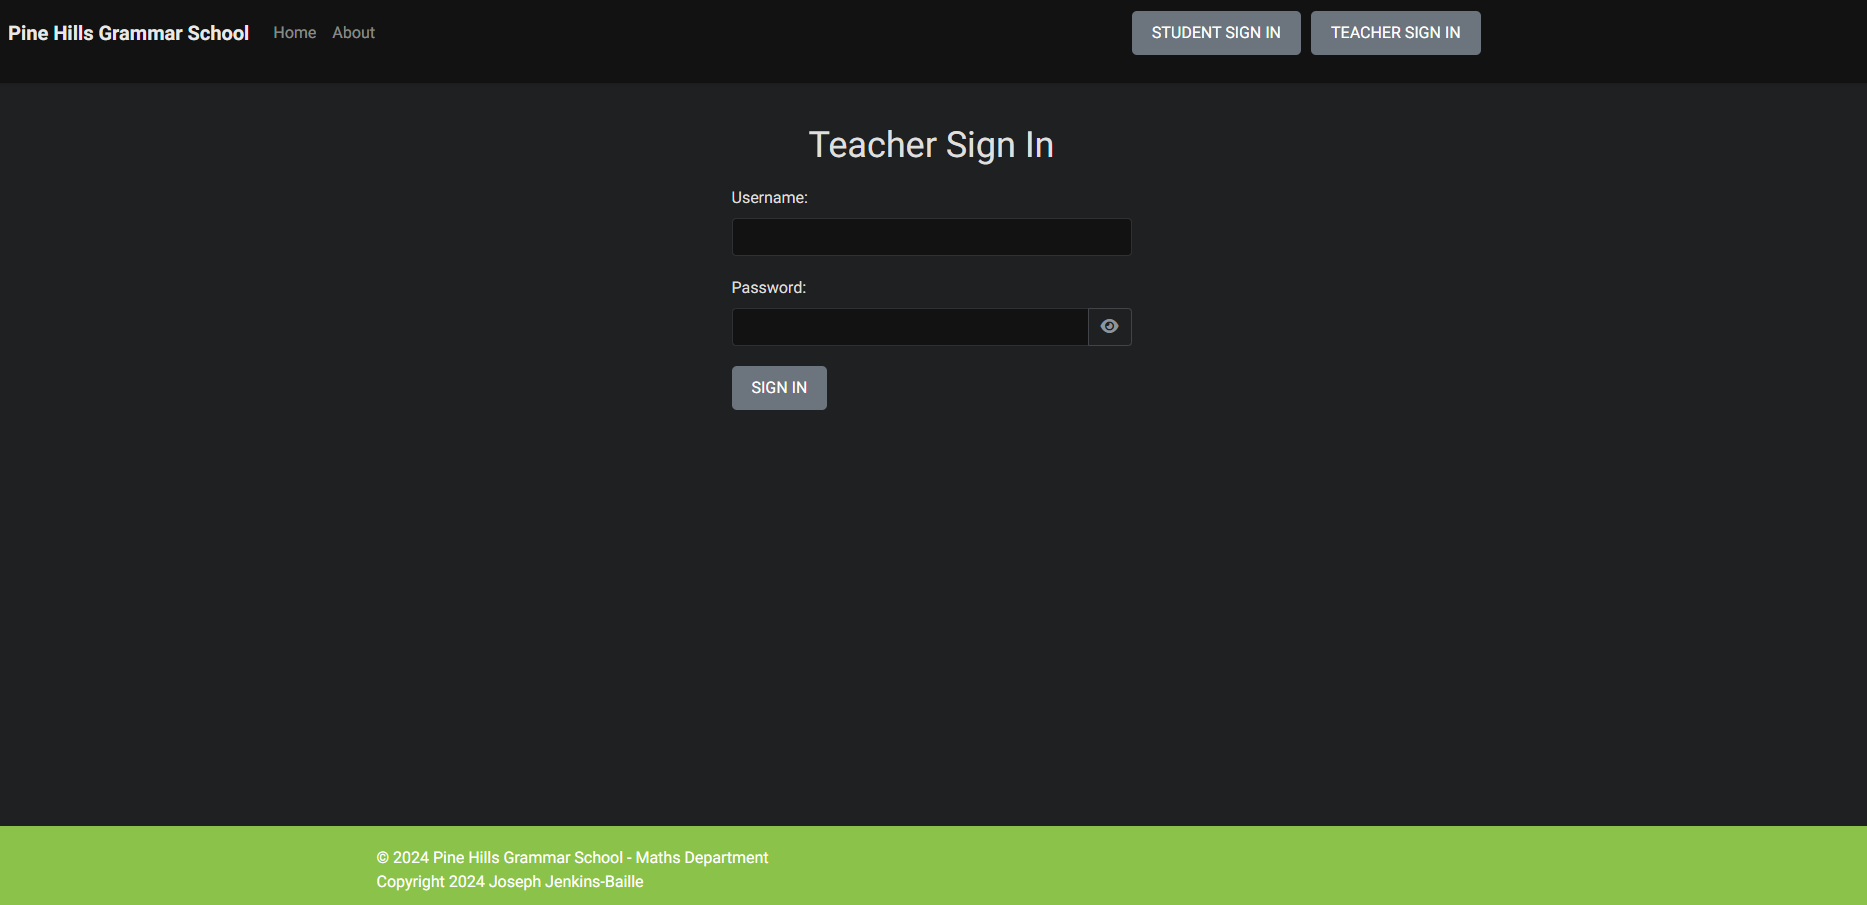 Pine Hills Grammar School Home About STUDENT SIGN IN TEACHER SIGN IN
Teacher Sign In
Username:
Password:
SIGN IN
© 2024 Pine Hills Grammar School - Maths Department
Copyright 2024 Joseph Jenkins-Baille